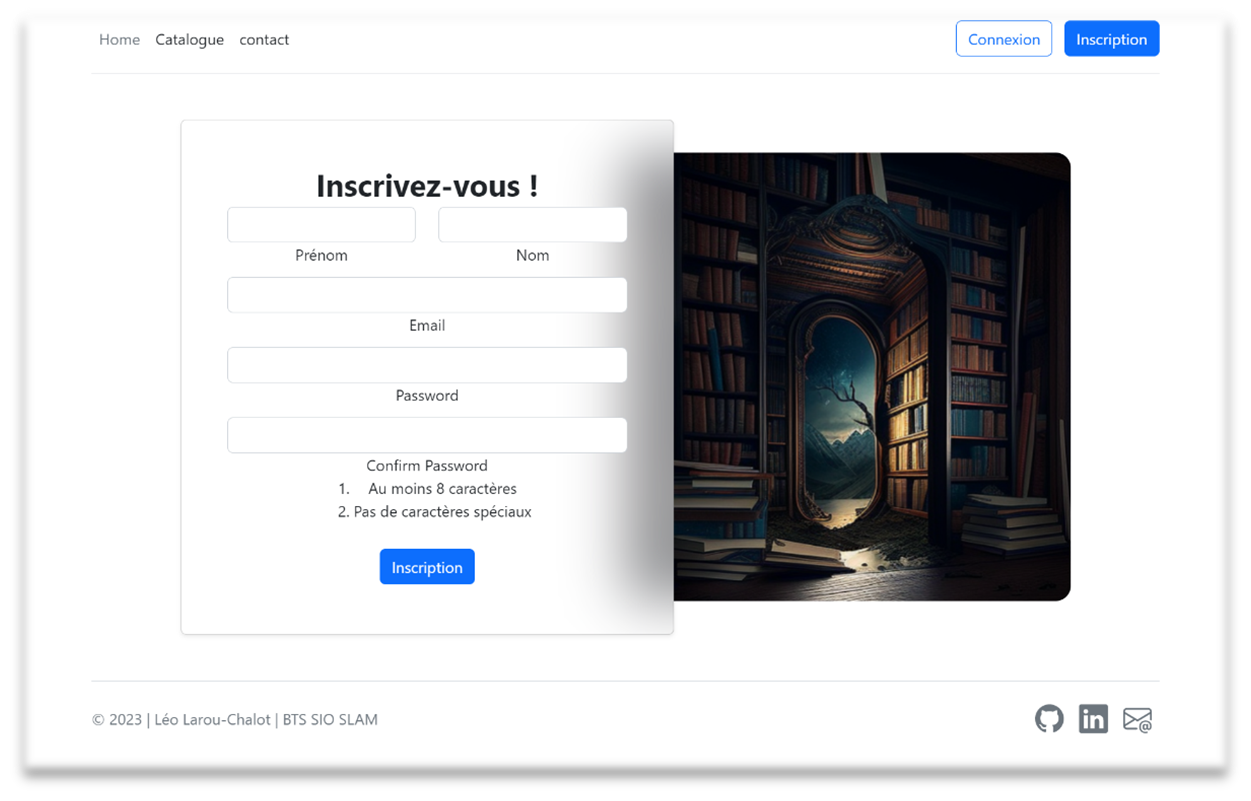 Home Catalogue contact Connexion Inscription
Inscrivez-vous !
Prénom Nom
Email
Password
Confirm Password
1. Au moins 8 caractères
2. Pas de caractères spéciaux
Inscription
© 2023 | Léo Larou-Chalot | BTS SIO SLAM
in @